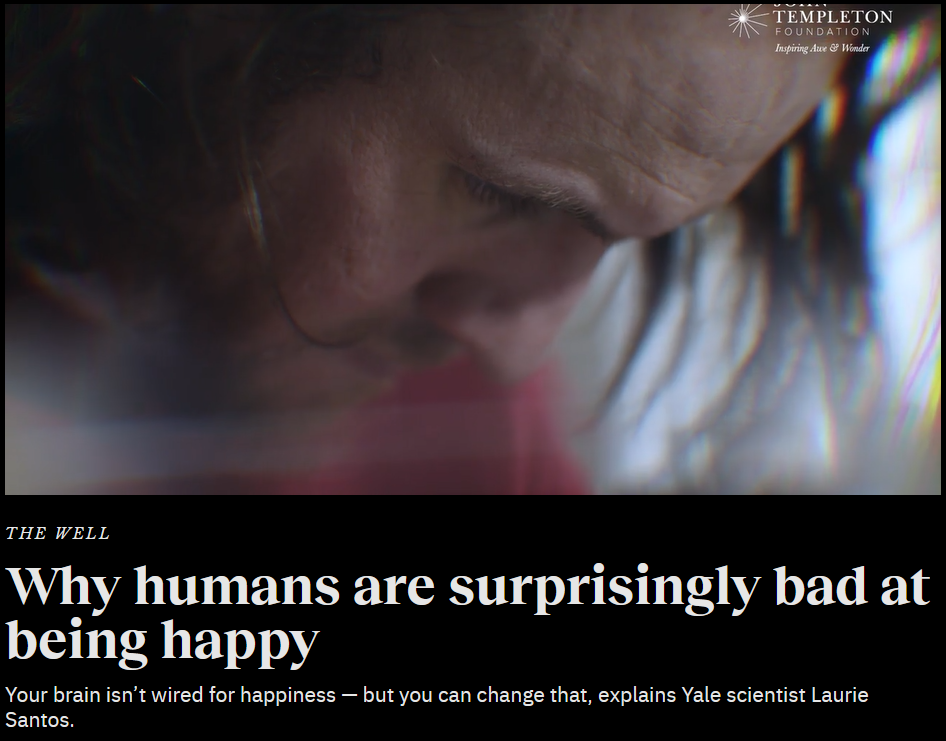 TEMPLETON
FOUNDATION
Inspiring Awe & Wonder
THE WELL
Why humans are surprisingly bad at
being happy
Your brain isn’t wired for happiness — but you can change that, explains Yale scientist Laurie
Santos.